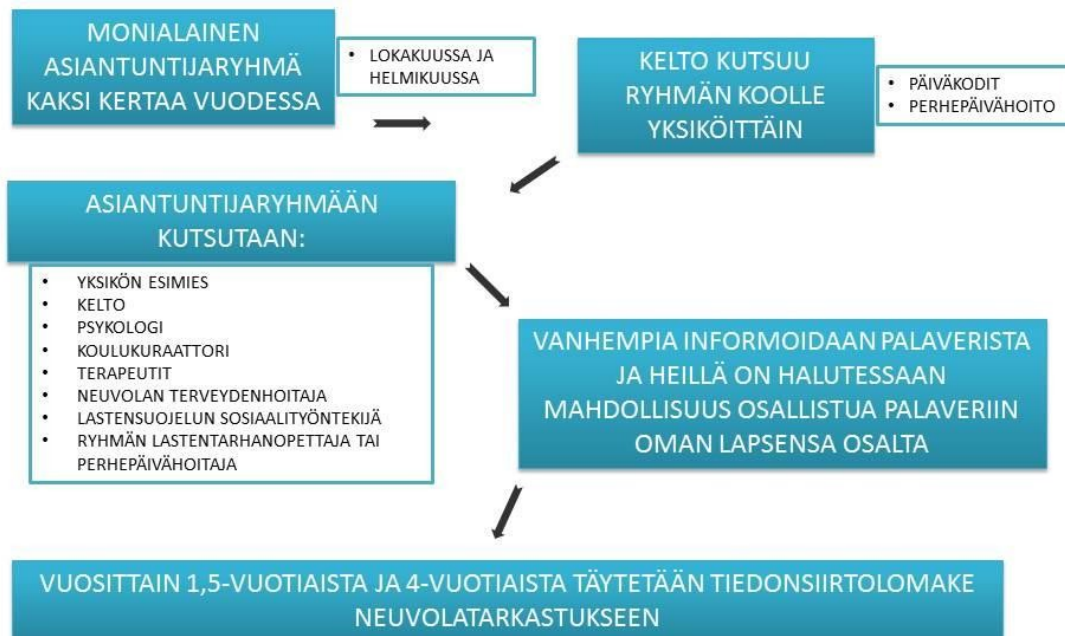 MONIALAINEN
ASIANTUNTIJARYHMÄ
KAKSI KERTAA VUODESSA
• LOKAKUUSSA JA
HELMIKUUSSA
KELTO KUTSUU
RYHMÄN KOOLLE
YKSIKÖITTÄIN
• PÄIVÄKODIT
• PERHEPÄIVÄHOITO
ASIANTUNTIJARYHMÄÄN
KUTSUTAAN:
• YKSIKÖN ESIMIES
• KELTO
• PSYKOLOGI
• KOULUKURAATTORI
• TERAPEUTIT
• NEUVOLAN TERVEYDENHOITAJA
• LASTENSUOJELUN SOSIAALITYÖNTEKIJÄ
• RYHMÄN LASTENTARHANOPETTAJA TAI
PERHEPÄIVÄHOITAJA
VANHEMPIA INFORMOIDAAN PALAVERISTA
JA HEILLÄ ON HALUTESSAAN
MAHDOLLISUUS OSALLISTUA PALAVERIIN
OMAN LAPSENSA OSALTA
VUOSITTAIN 1,5-VUOTIAISTA JA 4-VUOTIAISTA TÄYTETÄÄN TIEDONSIIRTOLOMAKE
NEUVOLATARKASTUKSEEN